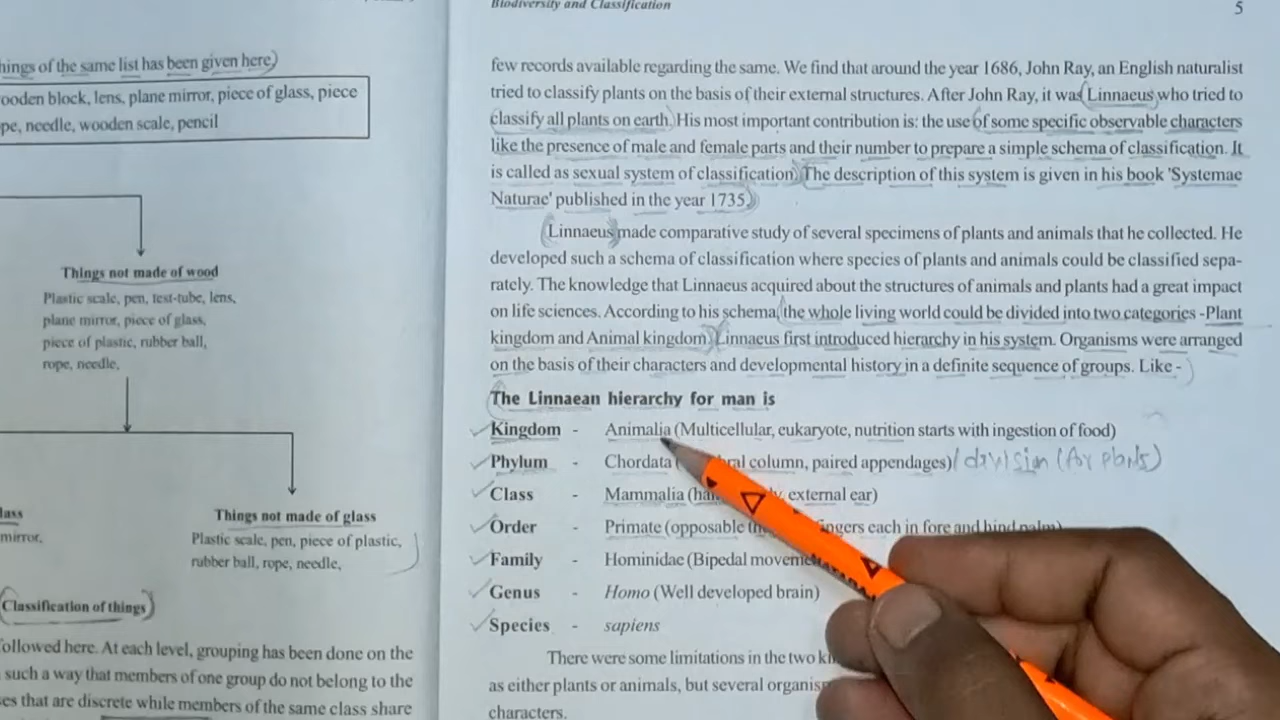 hings of the same list has been given here)
ooden block, lens, plane mirror, piece of glass, piece
pe, needle, wooden scale, pencil
Things not made of wood
Plastic scale, pen, test-tube, lens,
plane mirror, piece of glass,
piece of plastic, rubber ball,
rope, needle,
lass
mirror,
Things not made of glass
Plastic scale, pen, piece of plastic,
rubber ball, rope, needle,
(Classification of things)
ollowed here. At each level, grouping has been done on the
such a way that members of one group do not belong to the
ses that are discrete while members of the same class share
Biodiversity and Classification
5
few records available regarding the same. We find that around the year 1686, John Ray, an English naturalist
tried to classify plants on the basis of their external structures. After John Ray, it was Linnaeus who tried to
classify all plants on earth. His most important contribution is: the use of some specific observable characters
like the presence of male and female parts and their number to prepare a simple schema of classification. It
is called as sexual system of classification. The description of this system is given in his book 'Systemae
Naturae' published in the year 1735.
Linnaeus made comparative study of several specimens of plants and animals that he collected. He
developed such a schema of classification where species of plants and animals could be classified sepa-
rately. The knowledge that Linnaeus acquired about the structures of animals and plants had a great impact
on life sciences. According to his schema, the whole living world could be divided into two categories -Plant
kingdom and Animal kingdom. Linnaeus first introduced hierarchy in his system. Organisms were arranged
on the basis of their characters and developmental history in a definite sequence of groups. Like -
The Linnaean hierarchy for man is
Kingdom - Animalia (Multicellular, eukaryote, nutrition starts with ingestion of food)
Phylum - Chordata ( column, paired appendages) / division (for plants)
Class - Mammalia ( external ear)
Order - Primate (opposable fingers each in fore and hind palm)
Family - Hominidae (Bipedal
Genus - Homo (Well developed brain)
Species - sapiens
There were some limitations in the two
as either plants or animals, but several
characters.